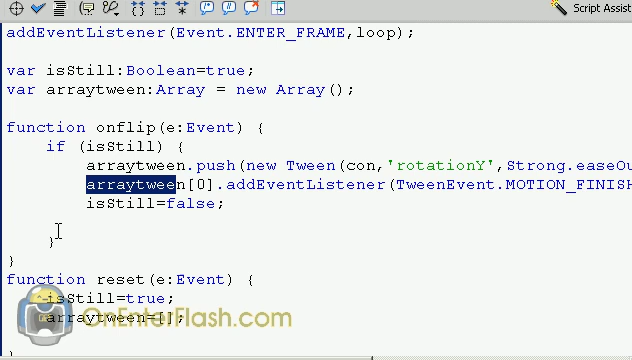 Script Assist
addEventListener(Event.ENTER_FRAME,loop);
var isStill:Boolean=true;
var arraytween:Array = new Array();
function onflip(e:Event) {
if (isStill) {
arraytween.push(new Tween(con,'rotationY',Strong.easeOu
arraytween[0].addEventListener(TweenEvent.MOTION_FINISH
isStill=false;
}
}
function reset(e:Event) {
isStill=true;
arraytween=[];
OnEnterFlash.com
}